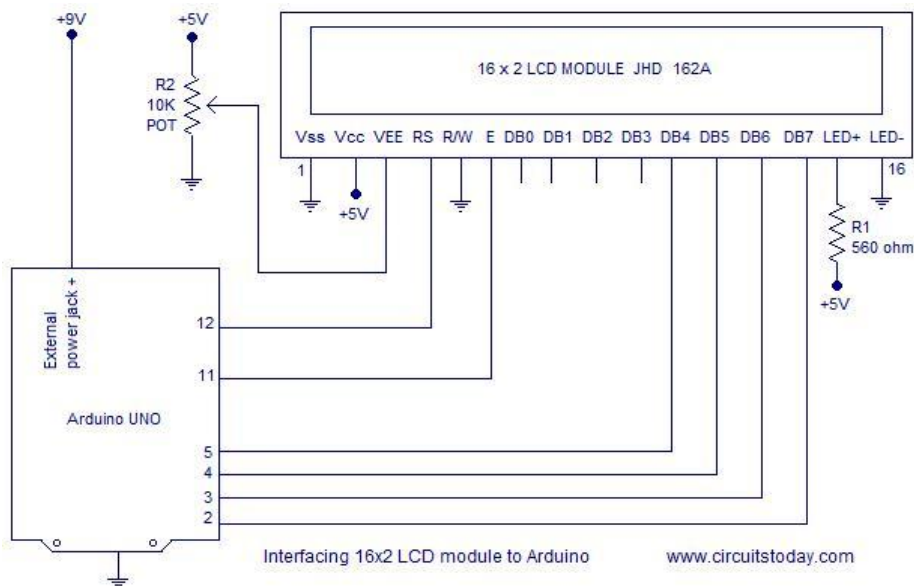 +9V
+5V
R2
10K
POT
16 x 2 LCD MODULE JHD 162A
Vss Vcc VEE RS R/W E DB0 DB1 DB2 DB3 DB4 DB5 DB6 DB7 LED+ LED-
1
16
+5V
R1
560 ohm
+5V
External
power jack +
12
11
Arduino UNO
5
4
3
2
Interfacing 16x2 LCD module to Arduino
www.circuitstoday.com